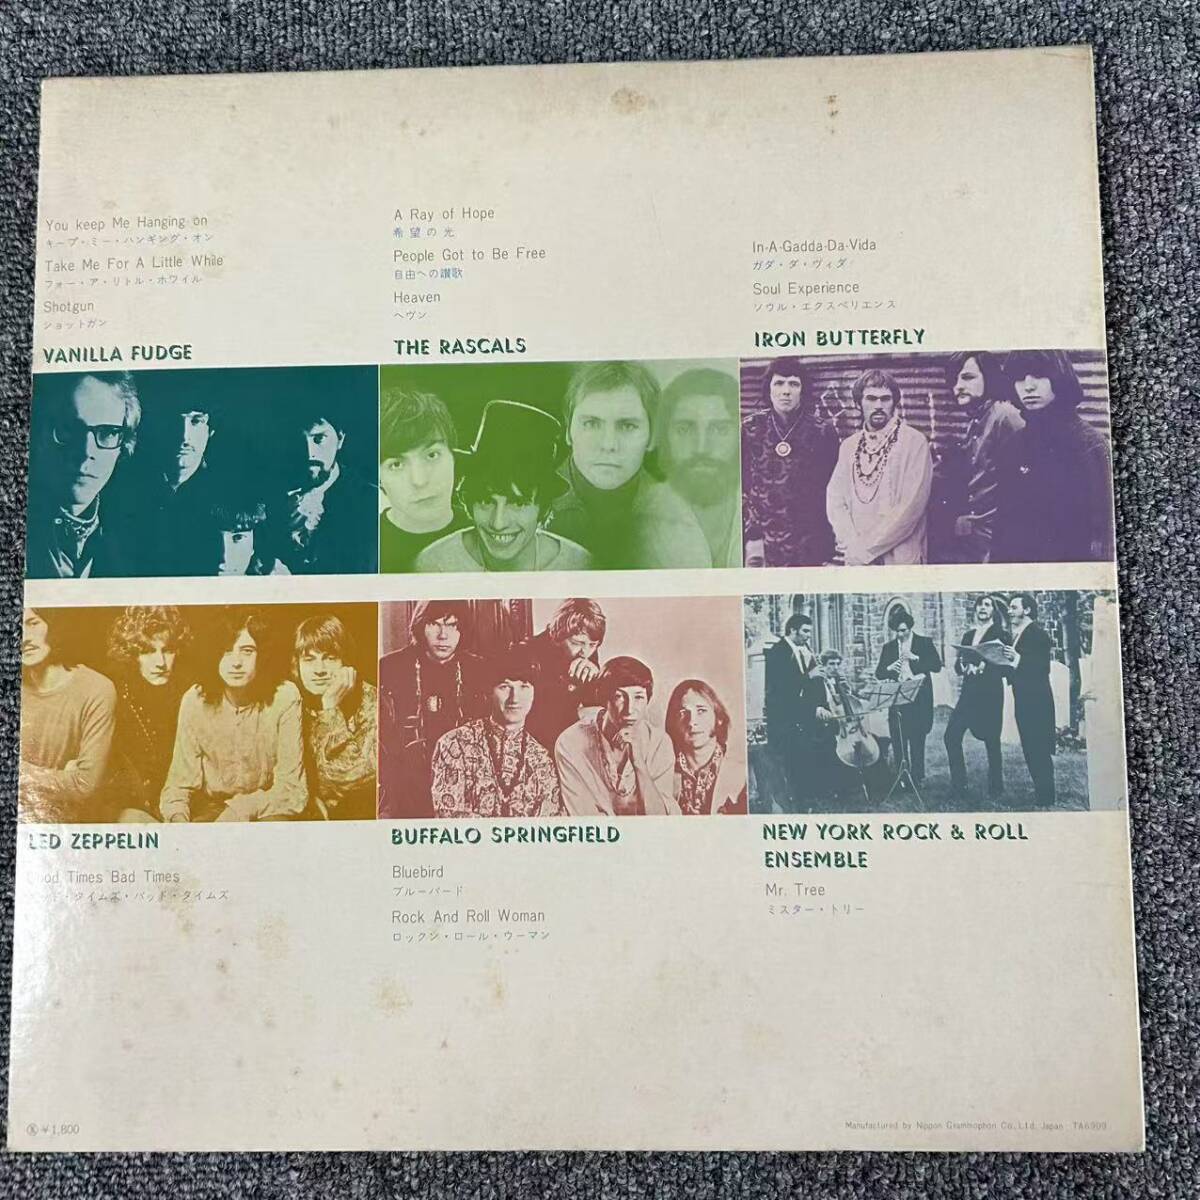 You keep Me Hanging on
キープ・ミー・ハンギング・オン
Take Me For A Little While
フォー・ア・リトル・ホワイル
Shotgun
ショットガン
VANILLA FUDGE
A Ray of Hope
希望の光
People Got to Be Free
自由への讃歌
Heaven
ヘヴン
THE RASCALS
In-A-Gadda-Da-Vida
ガダ・ダ・ヴィダ
Soul Experience
ソウル・エクスペリエンス
IRON BUTTERFLY
LED ZEPPELIN
Times Bad Times
タイムズ・バッド・タイムズ
BUFFALO SPRINGFIELD
Bluebird
ブルーバード
Rock And Roll Woman
ロックン・ロール・ウーマン
NEW YORK ROCK & ROLL
ENSEMBLE
Mr. Tree
ミスター・トリー
Ⓚ ¥1,800
Manufactured by Nippon Grammophon Co., Ltd. Japan TA6909